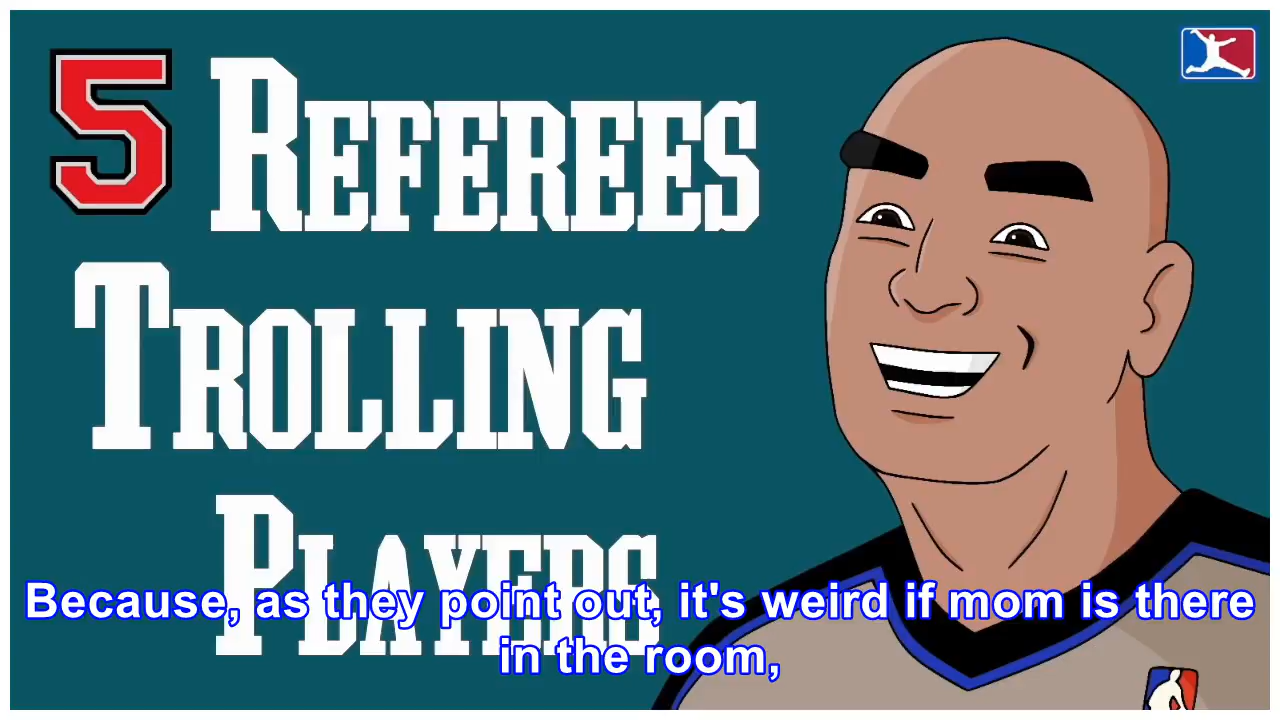 5 REFEREES
TROLLING
PLAYERS
Because, as they point out, it's weird if mom is there
in the room,